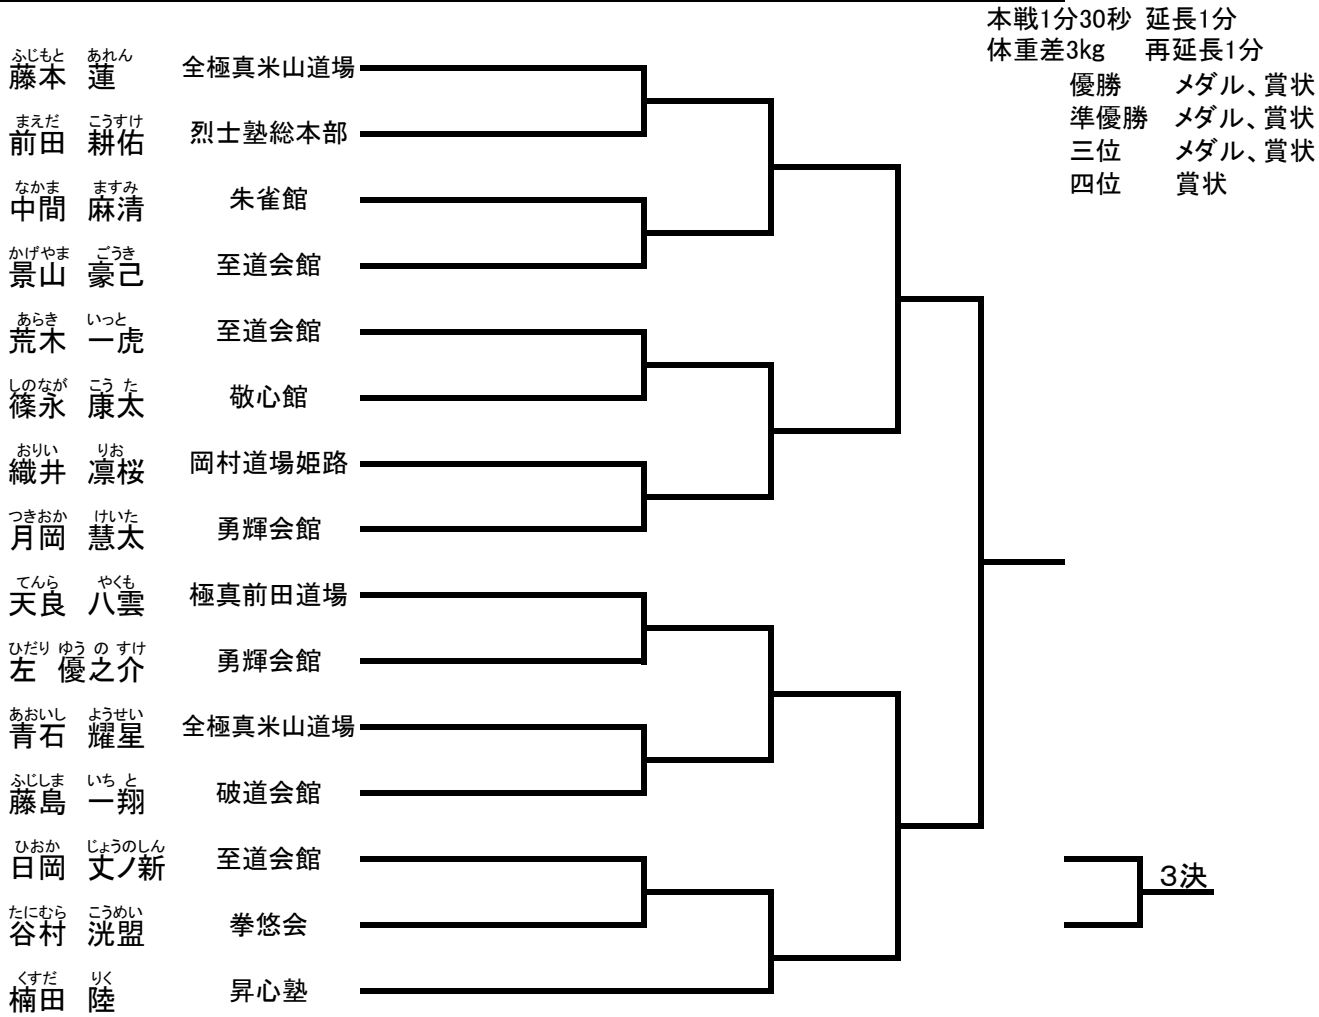 本戦1分30秒 延長1分
体重差3kg 再延長1分
優勝 メダル、賞状
準優勝 メダル、賞状
三位 メダル、賞状
四位 賞状
ふじもと あれん
藤本 蓮 全極真米山道場
まえだ こうすけ
前田 耕佑 烈士塾総本部
なかま ますみ
中間 麻清 朱雀館
かげやま ごうき
景山 豪己 至道会館
あらき いっと
荒木 一虎 至道会館
しのなが こう た
篠永 康太 敬心館
おりい りお
織井 凛桜 岡村道場姫路
つきおか けいた
月岡 慧太 勇輝会館
てんら やくも
天良 八雲 極真前田道場
ひだり ゆう の すけ
左 優之介 勇輝会館
あおいし ようせい
青石 耀星 全極真米山道場
ふじしま いち と
藤島 一翔 破道会館
ひおか じょうのしん
日岡 丈ノ新 至道会館
３決
たにむら こうめい
谷村 洸盟 拳悠会
くすだ りく
楠田 陸 昇心塾